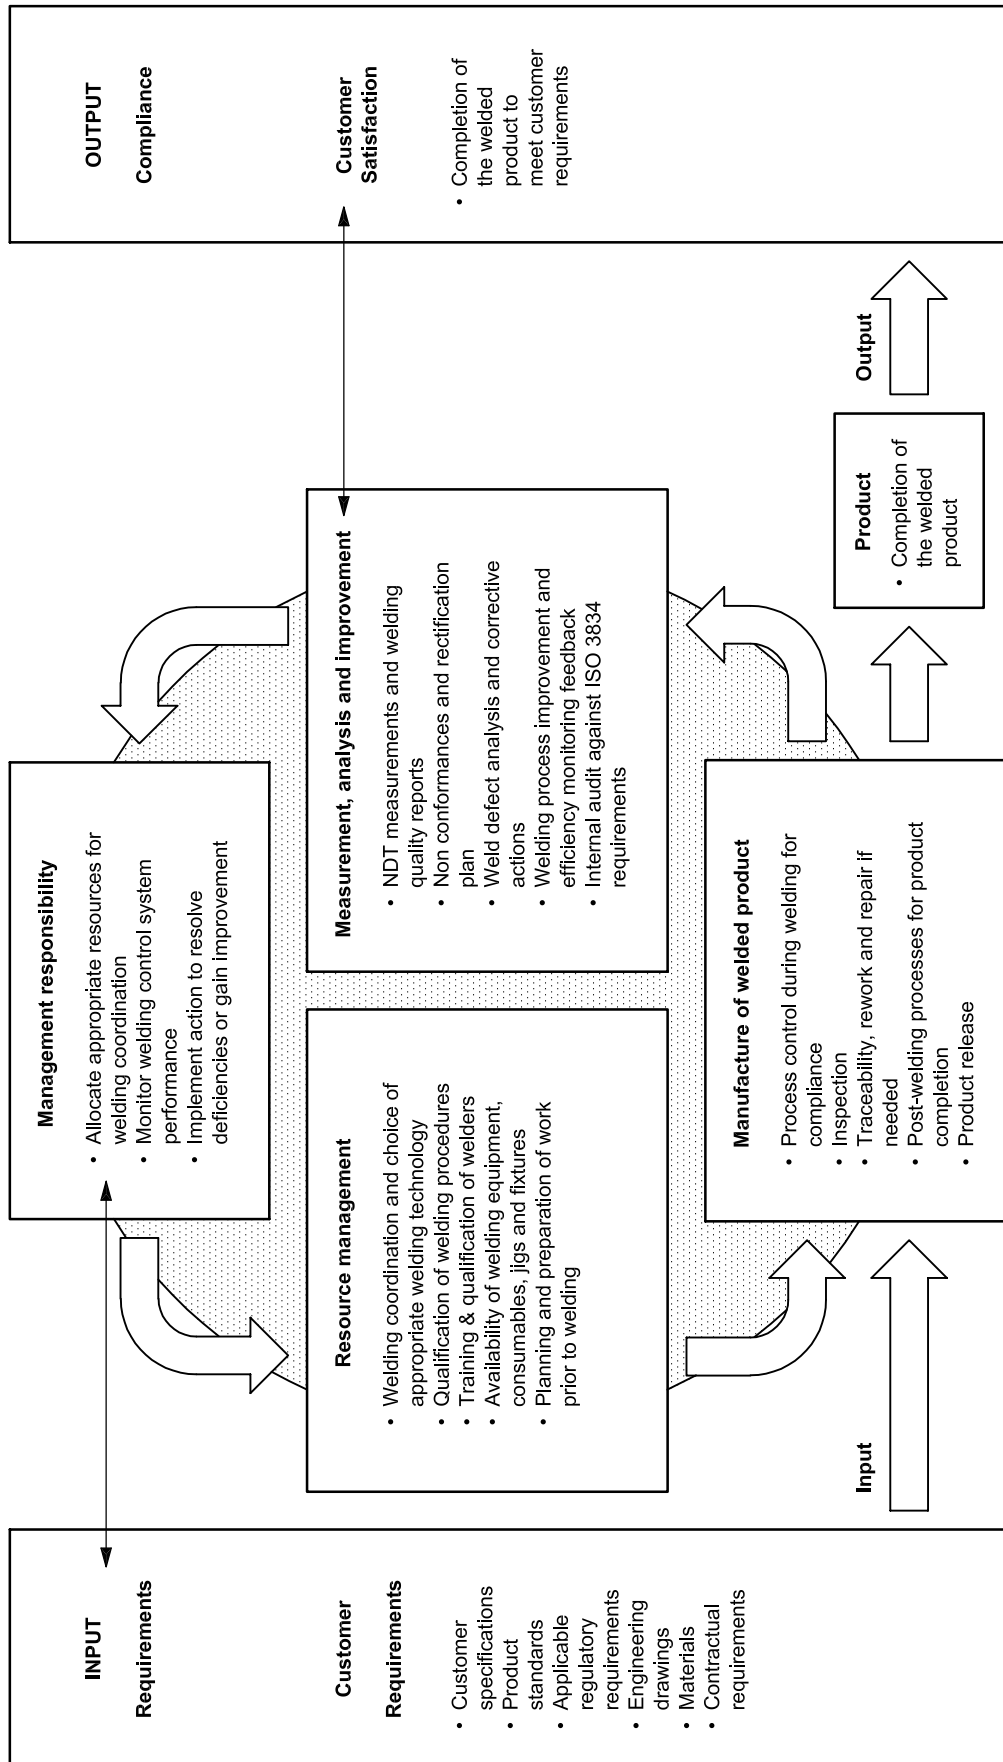 INPUT
Requirements
Customer
Requirements
• Customer
specifications
• Product
standards
• Applicable
regulatory
requirements
• Engineering
drawings
• Materials
• Contractual
requirements
Management responsibility
• Allocate appropriate resources for
welding coordination
• Monitor welding control system
performance
• Implement action to resolve
deficiencies or gain improvement
Resource management
• Welding coordination and choice of
appropriate welding technology
• Qualification of welding procedures
• Training & qualification of welders
• Availability of welding equipment,
consumables, jigs and fixtures
• Planning and preparation of work
prior to welding
Measurement, analysis and improvement
• NDT measurements and welding
quality reports
• Non conformances and rectification
plan
• Weld defect analysis and corrective
actions
• Welding process improvement and
efficiency monitoring feedback
• Internal audit against ISO 3834
requirements
Input
Manufacture of welded product
• Process control during welding for
compliance
• Inspection
• Traceability, rework and repair if
needed
• Post-welding processes for product
completion
• Product release
Product
• Completion of
the welded
product
Output
OUTPUT
Compliance
Customer
Satisfaction
• Completion of
the welded
product to
meet customer
requirements